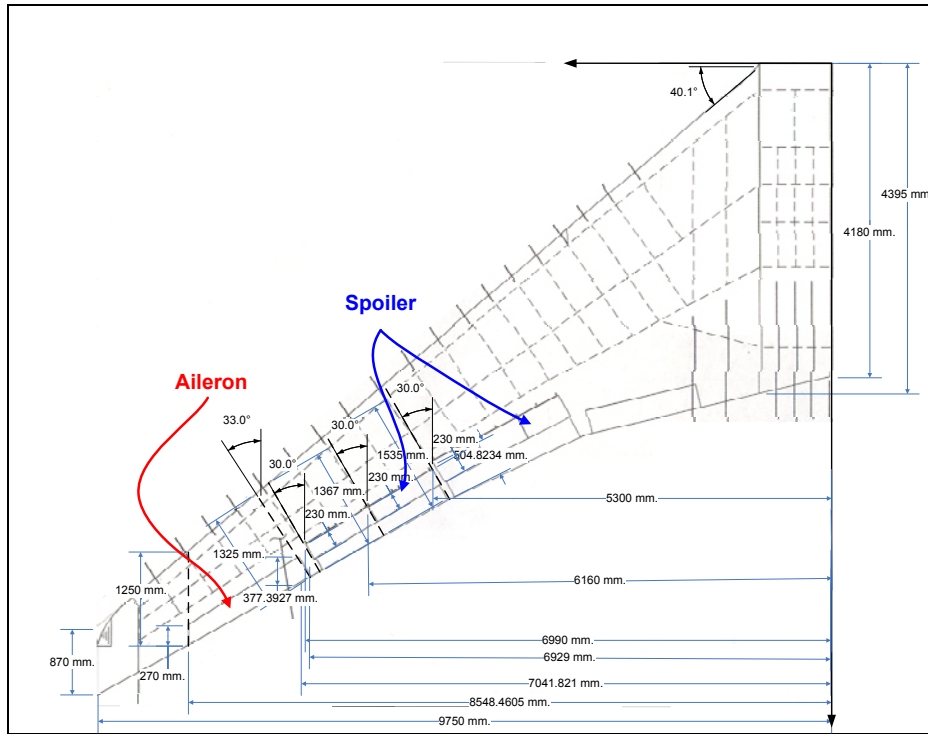 40.1°
4395 mm
4180 mm.
Spoiler
Aileron
30.0°
33.0°
30.0°
230 mm.
1535 mm.
504.8234 mm.
30.0°
230 mm.
1367 mm.
5300 mm.
230 mm.
1325 mm.
6160 mm.
1250 mm.
377.3927 mm.
6990 mm.
870 mm.
270 mm.
6929 mm.
7041.821 mm.
8548.4605 mm.
9750 mm.